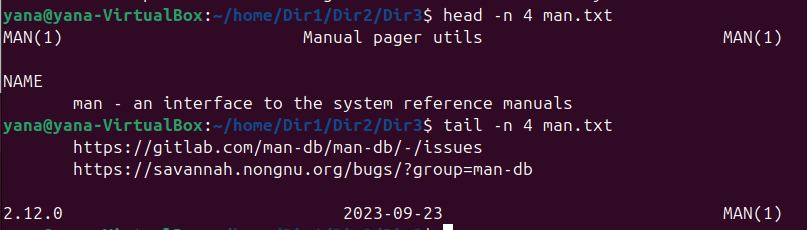 yana@yana-VirtualBox:~/home/Dir1/Dir2/Dir3$ head -n 4 man.txt
MAN(1) Manual pager utils MAN(1)
NAME
man - an interface to the system reference manuals
yana@yana-VirtualBox:~/home/Dir1/Dir2/Dir3$ tail -n 4 man.txt
https://gitlab.com/man-db/man-db/-/issues
https://savannah.nongnu.org/bugs/?group=man-db
2.12.0 2023-09-23 MAN(1)